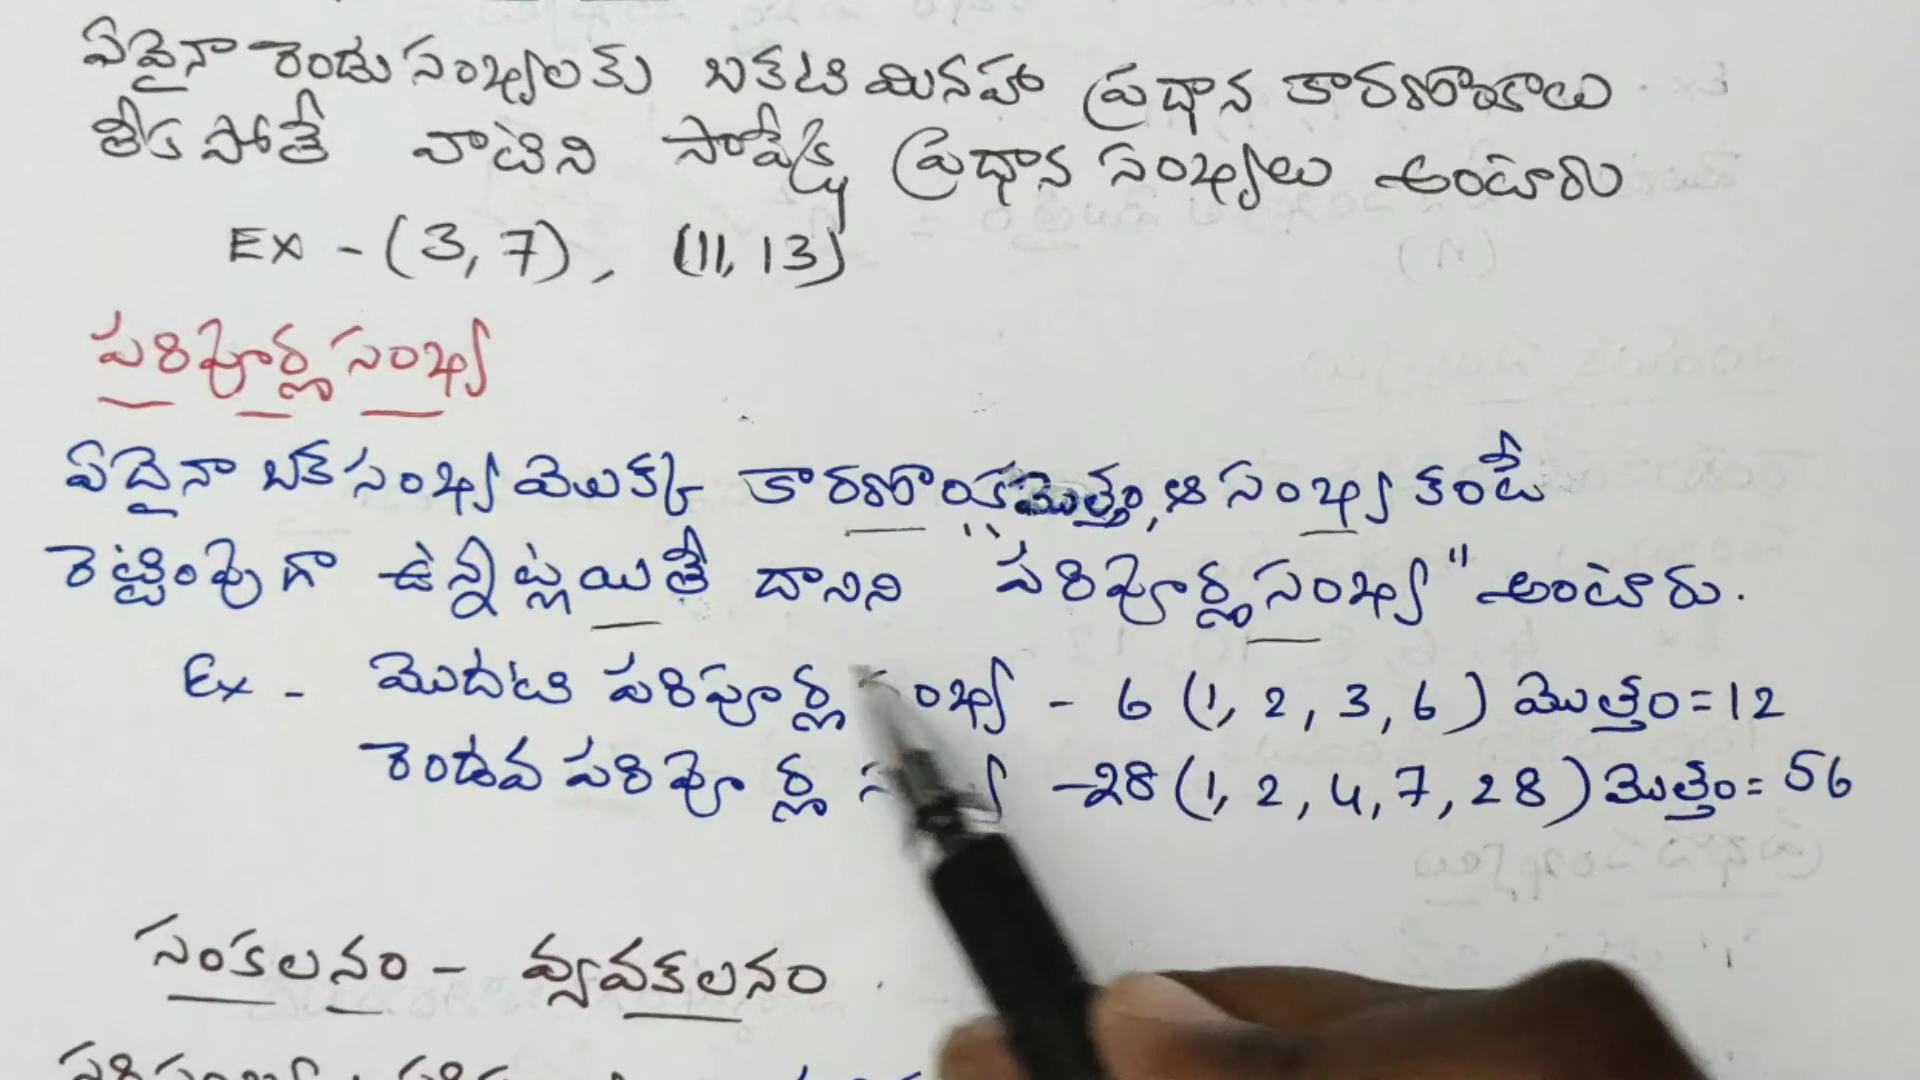 ఏవైనా రెండు సంఖ్యలకు ఒకటి మినహా ప్రధాన కారణాంకాలు
లేకపోతే వాటిని సాపేక్ష ప్రధాన సంఖ్యలు అంటారు
Ex - (3, 7), (11, 13)
పరిపూర్ణ సంఖ్య
ఏదైనా ఒక సంఖ్య యొక్క కారణాంక మొత్తం, ఆ సంఖ్య కంటే
రెట్టింపుగా ఉన్నట్లయితే దానిని "పరిపూర్ణ సంఖ్య" అంటారు.
Ex - మొదటి పరిపూర్ణ సంఖ్య - 6 (1, 2, 3, 6) మొత్తం = 12
రెండవ పరిపూర్ణ - 28 (1, 2, 4, 7, 28) మొత్తం = 56
సంకలనం - వ్యవకలనం